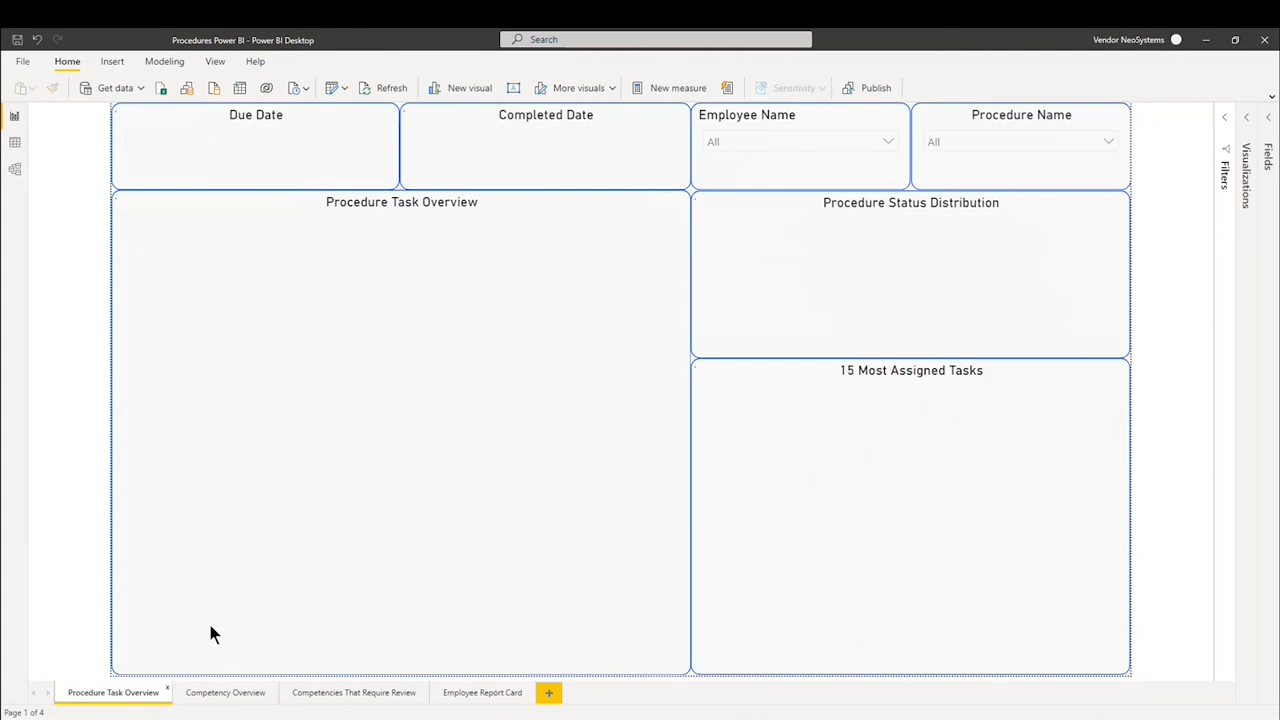 Procedures Power BI - Power BI Desktop
Search
Vendor NeoSystems
File
Home
Insert
Modeling
View
Help
Get data
Refresh
New visual
More visuals
New measure
Sensitivity
Publish
Due Date
Completed Date
Employee Name
Procedure Name
All
All
Procedure Task Overview
Procedure Status Distribution
15 Most Assigned Tasks
Filters
Visualizations
Fields
Procedure Task Overview
Competency Overview
Competencies That Require Review
Employee Report Card
Page 1 of 4